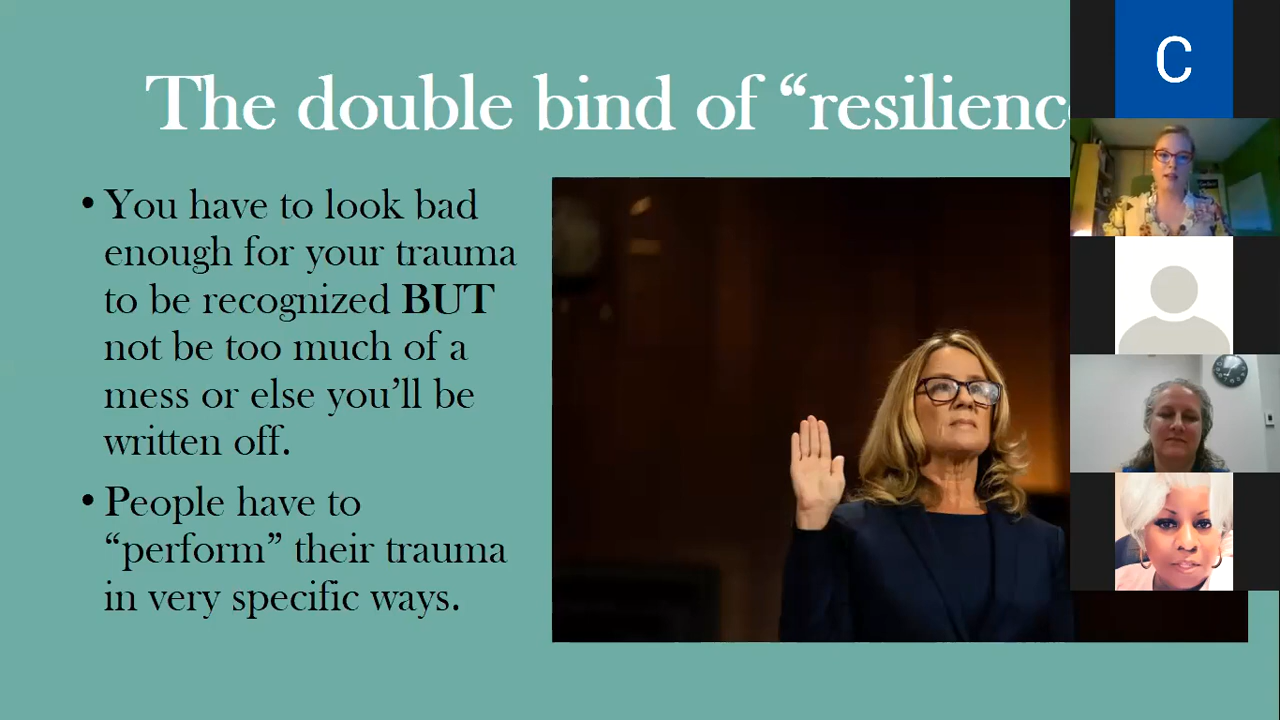 The double bind of “resilienc
• You have to look bad
enough for your trauma
to be recognized BUT
not be too much of a
mess or else you’ll be
written off.
• People have to
“perform” their trauma
in very specific ways.
C